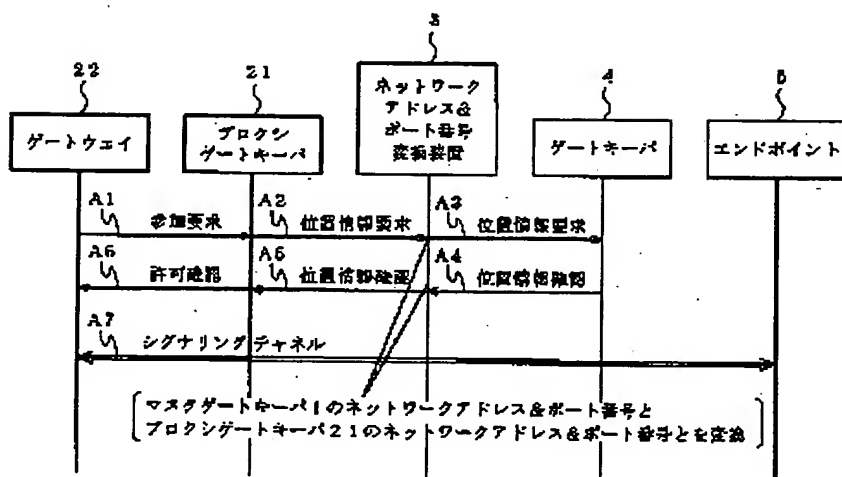 22
21
3
4
5
ゲートウェイ
プロクシ
ゲートキーパ
ネットワーク
アドレス&
ポート番号
変換装置
ゲートキーパ
エンドポイント
A1
参加要求
A2
位置情報要求
A3
位置情報要求
A6
許可確認
A5
位置情報確認
A4
位置情報確認
A7
シグナリングチャネル
マスタゲートキーパ1のネットワークアドレス&ポート番号と
プロクシゲートキーパ21のネットワークアドレス&ポート番号とを変換